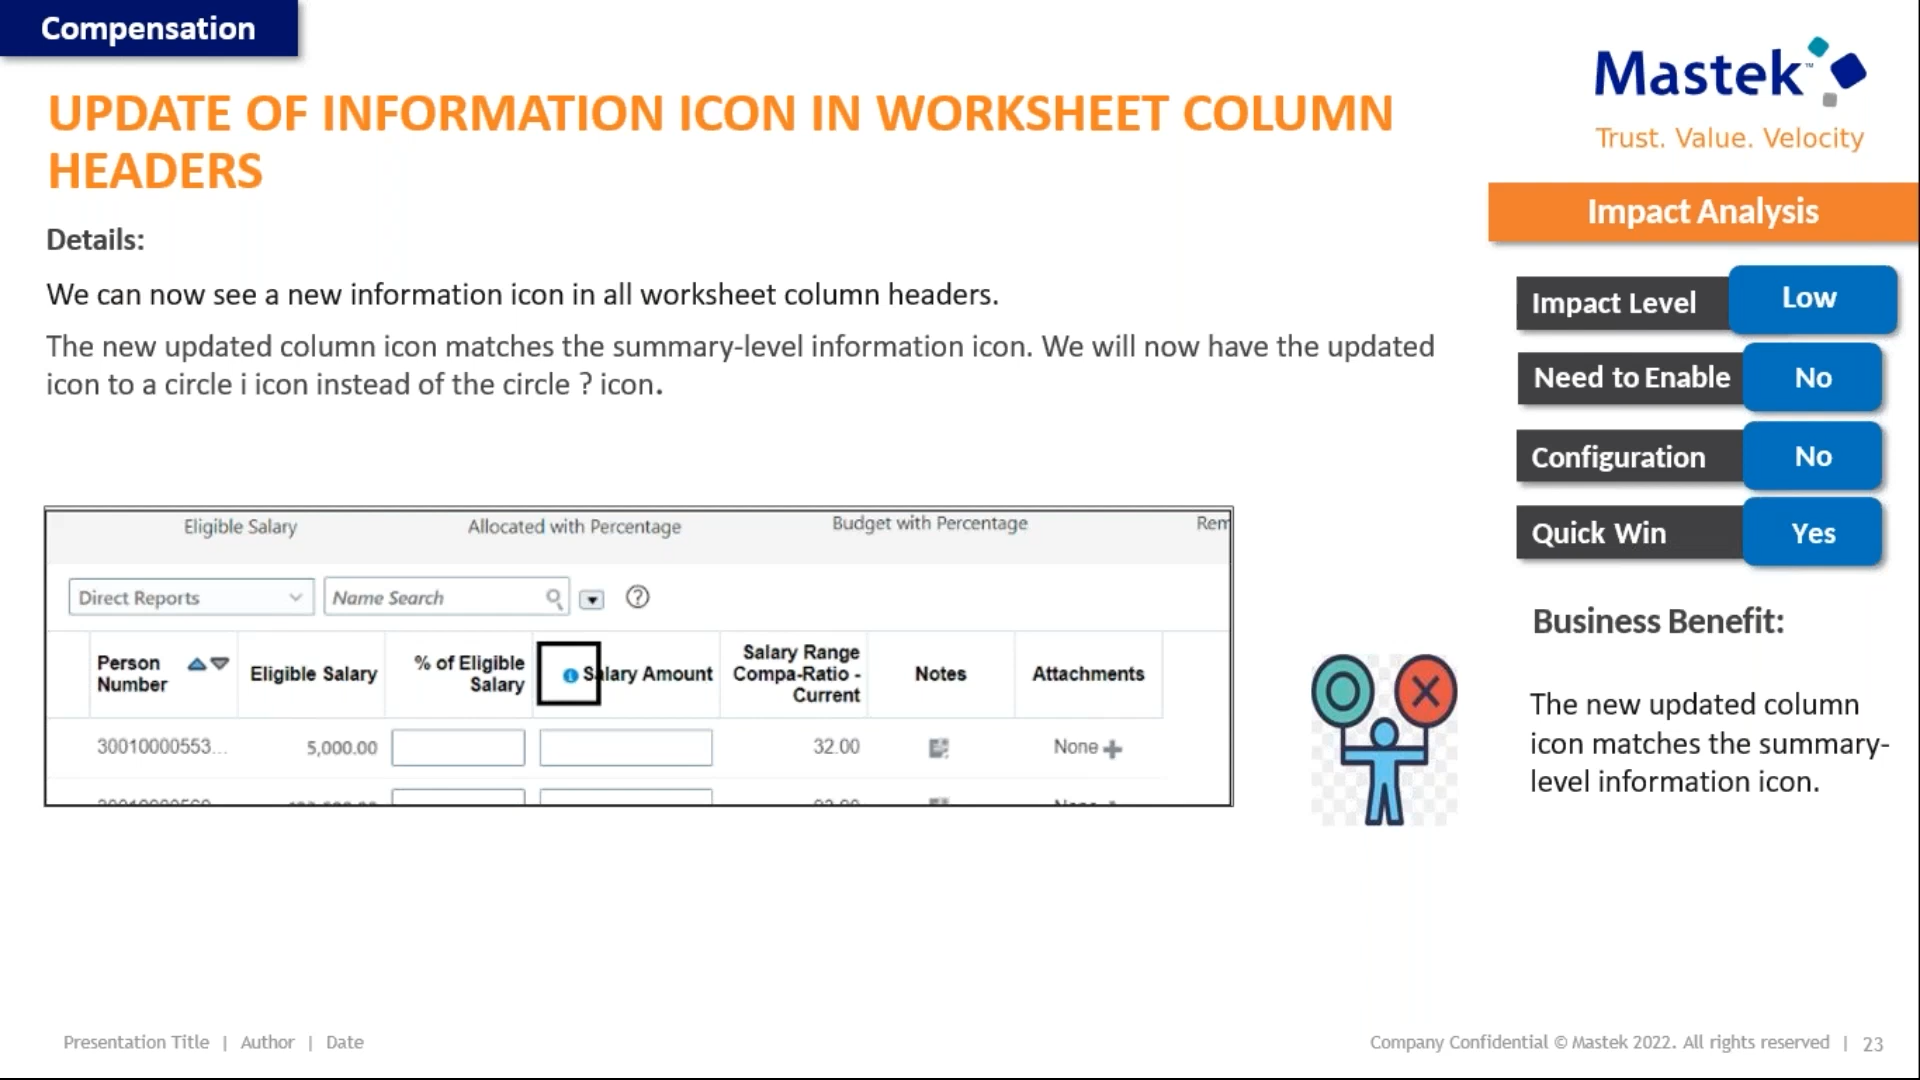 Compensation
Mastek™
Trust. Value. Velocity
UPDATE OF INFORMATION ICON IN WORKSHEET COLUMN
HEADERS
Details:
We can now see a new information icon in all worksheet column headers.
The new updated column icon matches the summary-level information icon. We will now have the updated
icon to a circle i icon instead of the circle ? icon.
Eligible Salary Allocated with Percentage Budget with Percentage Rem
Direct Reports Name Search ?
Person
Number
Eligible Salary
% of Eligible
Salary
i Salary Amount
Salary Range
Compa-Ratio -
Current
Notes
Attachments
30010000553... 5,000.00 32.00 None
Impact Analysis
Impact Level Low
Need to Enable No
Configuration No
Quick Win Yes
Business Benefit:
The new updated column
icon matches the summary-
level information icon.
Presentation Title | Author | Date
Company Confidential © Mastek 2022. All rights reserved | 23